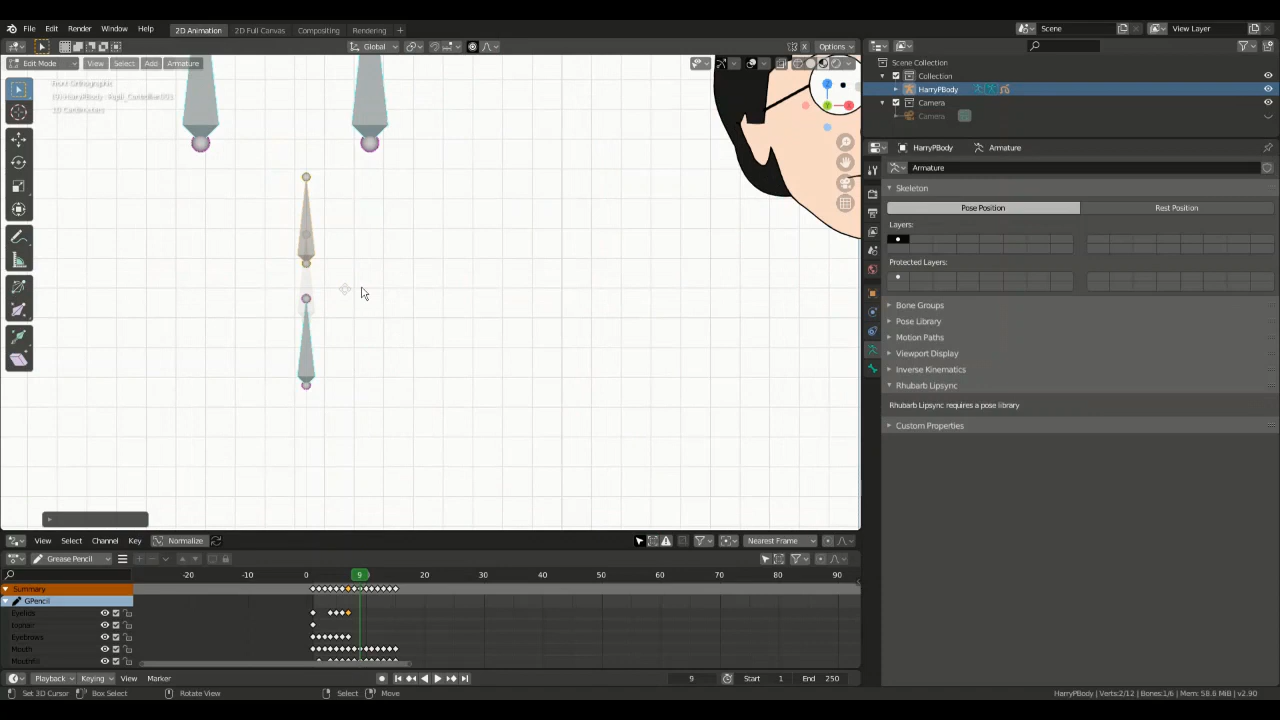 File Edit Render Window Help 2D Animation 2D Full Canvas Compositing Rendering + Scene View Layer
Global Options
Edit Mode View Select Add Armature
Front Orthographic
10 Centimeters
Scene Collection
Collection
HarryPBody
Camera
Camera
HarryPBody Armature
Armature
Skeleton
Pose Position Rest Position
Layers:
Protected Layers:
Bone Groups
Pose Library
Motion Paths
Viewport Display
Inverse Kinematics
Rhubarb Lipsync
Rhubarb Lipsync requires a pose library
Custom Properties
View Select Channel Key Normalize Nearest Frame
Grease Pencil
-20 -10 0 9 20 30 40 50 60 70 80 90
Summary
GPencil
Eyelids
Eyebrows
Mouth
Playback Keying View Marker 9 Start 1 End 250
Set 3D Cursor Box Select Rotate View Select Move HarryPBody | Verts:2/12 | Bones:1/6 | Mem: 58.6 MiB | v2.90